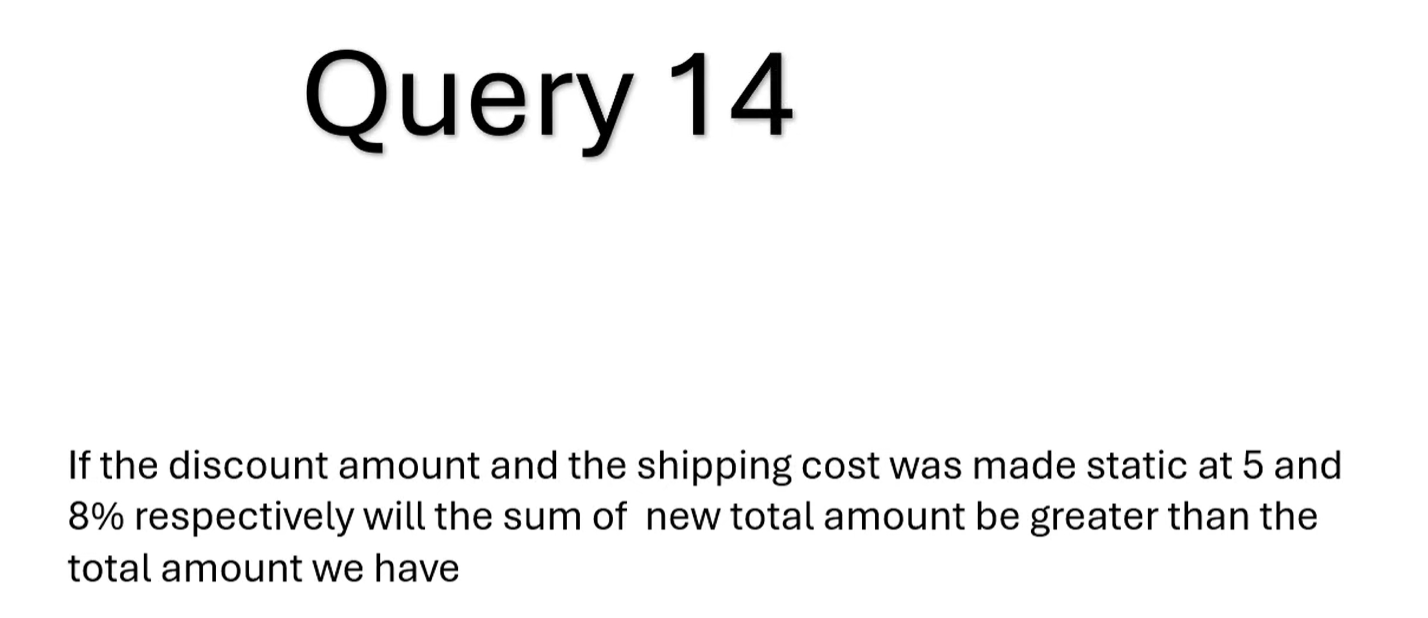 Query 14
If the discount amount and the shipping cost was made static at 5 and
8% respectively will the sum of  new total amount be greater than the
total amount we have